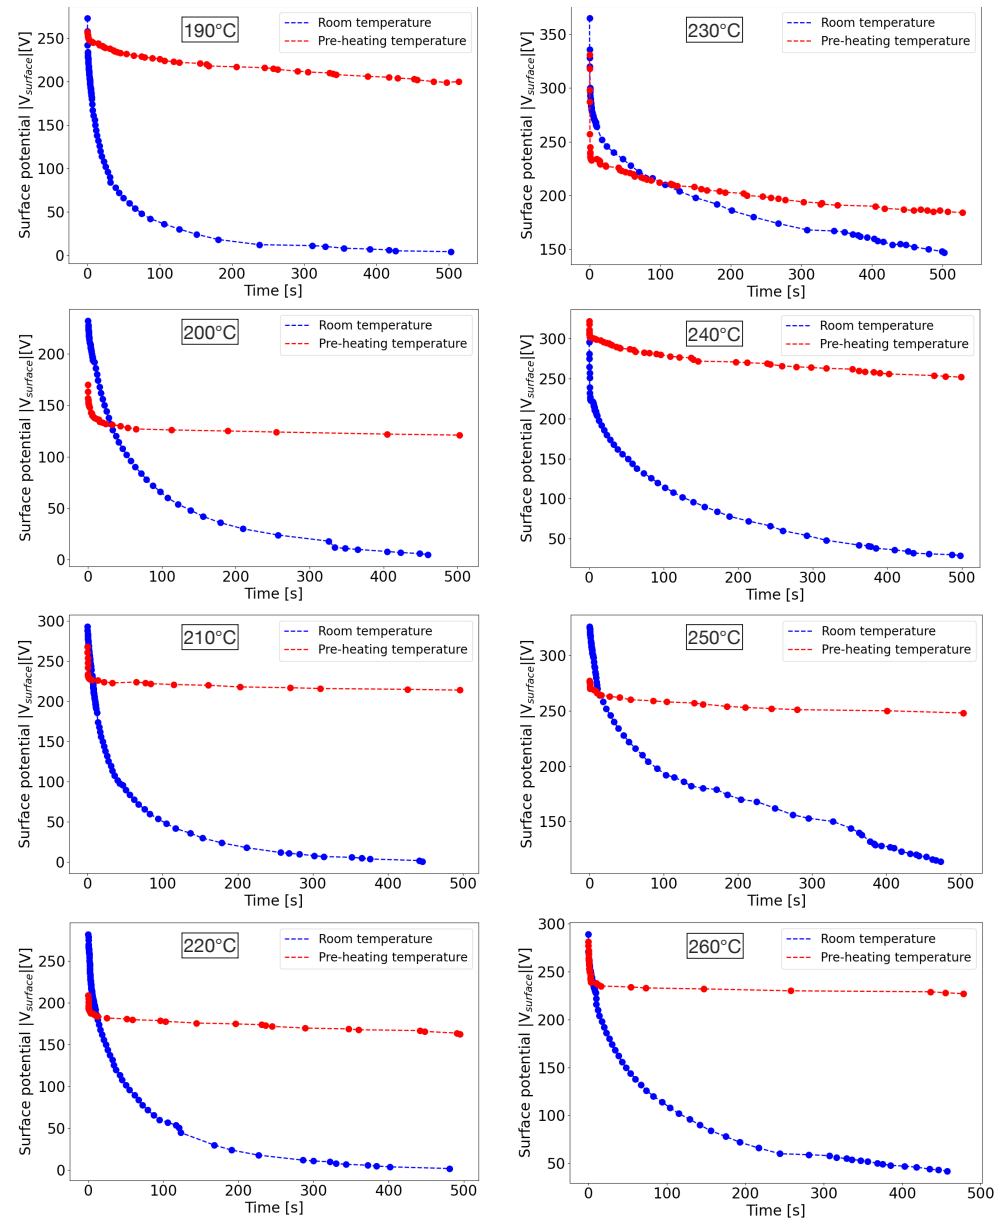 190°C
Room temperature
Pre-heating temperature
Surface potential |V_surface|[V]
250
200
150
100
50
0
0 100 200 300 400 500
Time [s]
230°C
Room temperature
Pre-heating temperature
Surface potential |V_surface|[V]
350
300
250
200
150
0 100 200 300 400 500
Time [s]
200°C
Room temperature
Pre-heating temperature
Surface potential |V_surface|[V]
200
150
100
50
0
0 100 200 300 400 500
Time [s]
240°C
Room temperature
Pre-heating temperature
Surface potential |V_surface|[V]
300
250
200
150
100
50
0 100 200 300 400 500
Time [s]
210°C
Room temperature
Pre-heating temperature
Surface potential |V_surface|[V]
300
250
200
150
100
50
0
0 100 200 300 400 500
Time [s]
250°C
Room temperature
Pre-heating temperature
Surface potential |V_surface|[V]
300
250
200
150
0 100 200 300 400 500
Time [s]
220°C
Room temperature
Pre-heating temperature
Surface potential |V_surface|[V]
250
200
150
100
50
0
0 100 200 300 400 500
Time [s]
260°C
Room temperature
Pre-heating temperature
Surface potential |V_surface|[V]
300
250
200
150
100
50
0 100 200 300 400 500
Time [s]